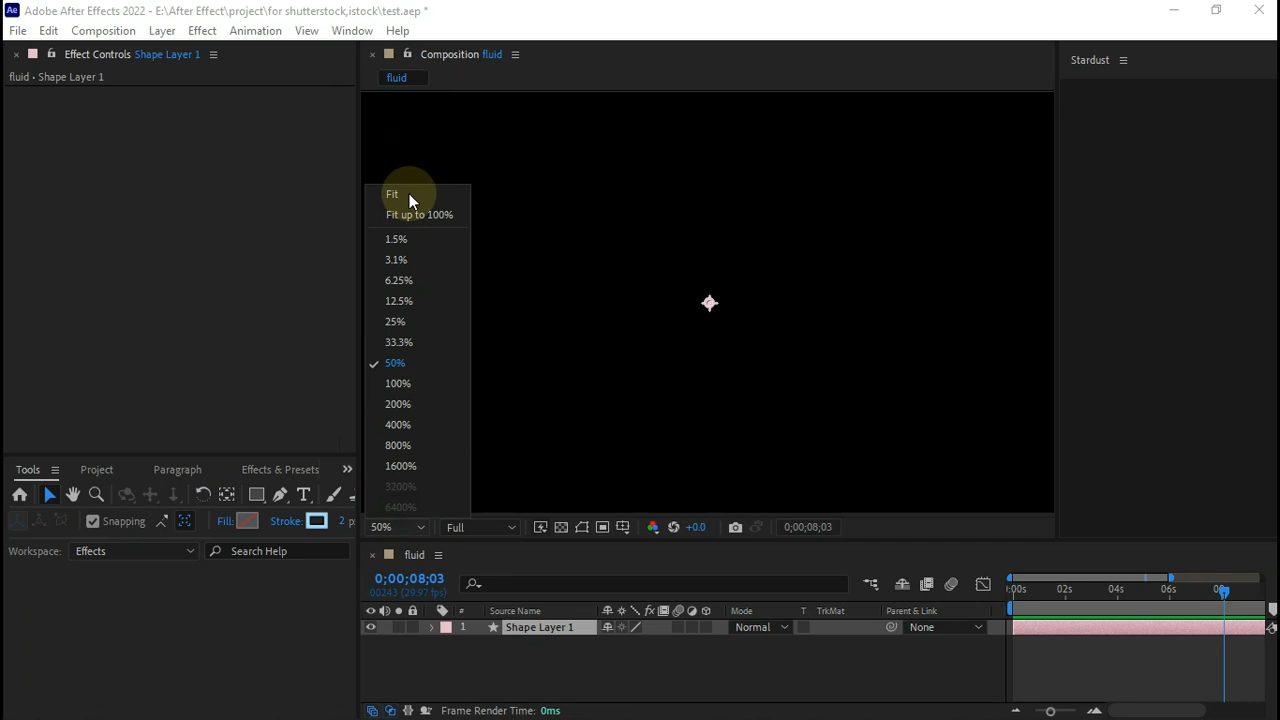 Ae Adobe After Effects 2022 - E:\After Effect\project\for shutterstock,istock\test.aep *
File Edit Composition Layer Effect Animation View Window Help
Effect Controls Shape Layer 1
Composition fluid
Stardust
fluid • Shape Layer 1
fluid
Fit
Fit up to 100%
1.5%
3.1%
6.25%
12.5%
25%
33.3%
50%
100%
200%
400%
800%
1600%
3200%
6400%
Tools Project Paragraph Effects & Presets
Snapping Fill: Stroke: 2 p
Workspace: Effects Search Help
50% Full +0.0 0;00;08;03
fluid
0;00;08;03
00243 (29.97 fps)
:00s 02s 04s 06s
# Source Name Mode T TrkMat Parent & Link
1 Shape Layer 1 Normal None
Frame Render Time: 0ms